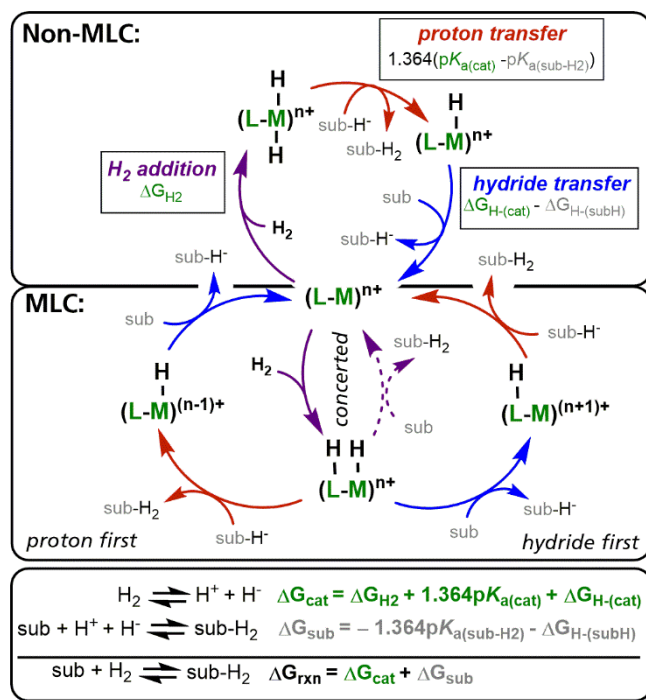 Non-MLC:
proton transfer
1.364(pKa(cat) -pKa(sub-H2))
H
(L-M)n+
H
sub-H-
sub-H2
H
(L-M)n+
H2 addition
ΔGH2
H2
hydride transfer
ΔGH-(cat) - ΔGH-(subH)
sub
sub-H-
sub-H-
(L-M)n+
sub-H2
MLC:
sub
sub-H-
H2
concerted
sub-H2
sub
H
(L-M)(n-1)+
H
(L-M)(n+1)+
H H
(L-M)n+
sub-H2
sub-H-
sub
sub-H-
proton first
hydride first
H2 ⇌ H+ + H- ΔGcat = ΔGH2 + 1.364pKa(cat) + ΔGH-(cat)
sub + H+ + H- ⇌ sub-H2 ΔGsub = – 1.364pKa(sub-H2) - ΔGH-(subH)
sub + H2 ⇌ sub-H2 ΔGrxn = ΔGcat + ΔGsub